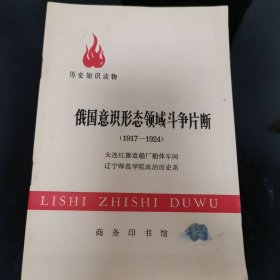 历史知识读物
俄国意识形态领域斗争片断
(1917—1924)
大连红旗造船厂船体车间
辽宁师范学院政治历史系
LISHI ZHISHI DUWU
商务印书馆